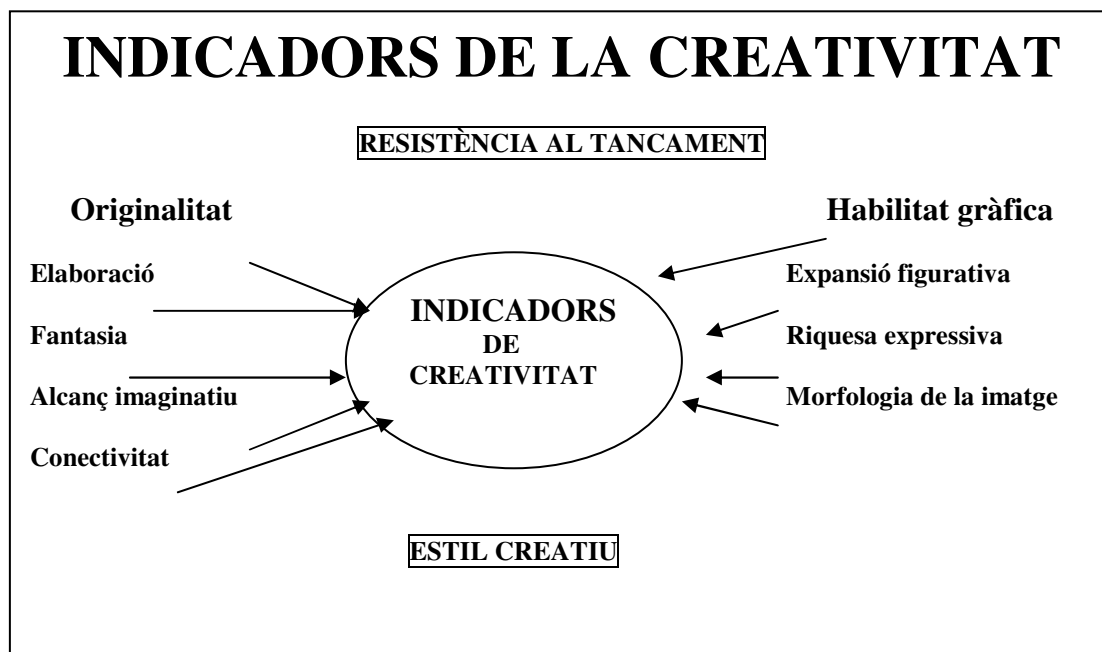 INDICADORS DE LA CREATIVITAT
RESISTÈNCIA AL TANCAMENT
Originalitat
Elaboració
Fantasia
Alcanç imaginatiu
Conectivitat
INDICADORS
DE
CREATIVITAT
Habilitat gràfica
Expansió figurativa
Riquesa expressiva
Morfologia de la imatge
ESTIL CREATIU